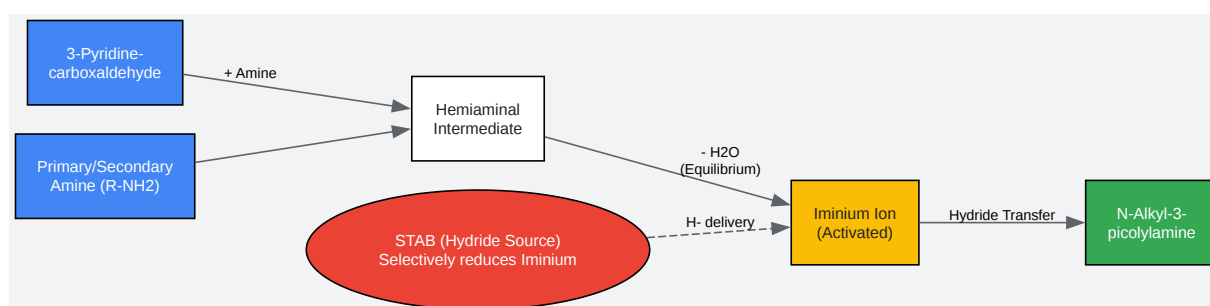 3-Pyridine-
carboxaldehyde
+ Amine
Primary/Secondary
Amine (R-NH2)
Hemiaminal
Intermediate
- H2O
(Equilibrium)
STAB (Hydride Source)
Selectively reduces Iminium
H- delivery
Iminium Ion
(Activated)
Hydride Transfer
N-Alkyl-3-
picolylamine